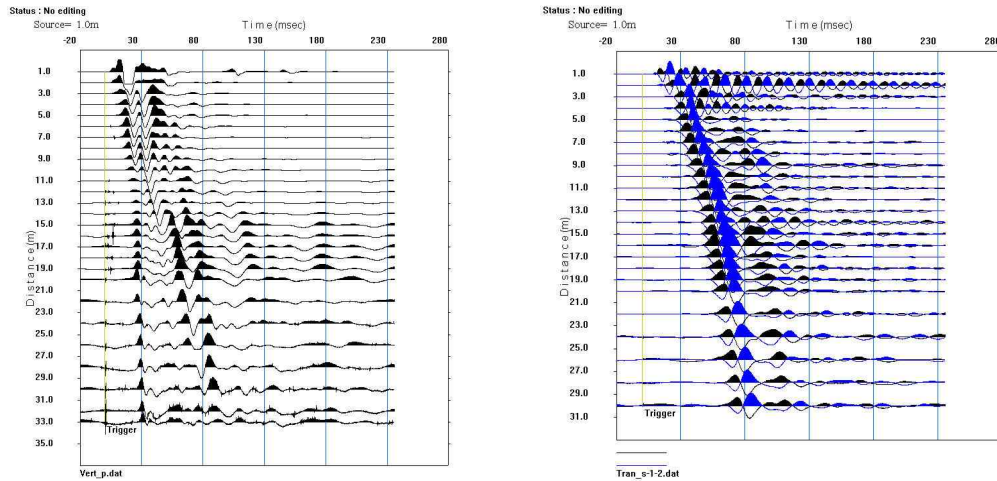 Status : No editing
Source= 1.0m
Time (msec)
-20 30 80 130 180 230 280
Distance(m)
1.0
3.0
5.0
7.0
9.0
11.0
13.0
15.0
17.0
19.0
21.0
23.0
25.0
27.0
29.0
31.0
33.0
35.0
Trigger
Vert_p.dat
Status : No editing
Source= 1.0m
Time (msec)
-20 30 80 130 180 230 280
Distance(m)
1.0
3.0
5.0
7.0
9.0
11.0
13.0
15.0
17.0
19.0
21.0
23.0
25.0
27.0
29.0
31.0
Trigger
Tran_s-1-2.dat